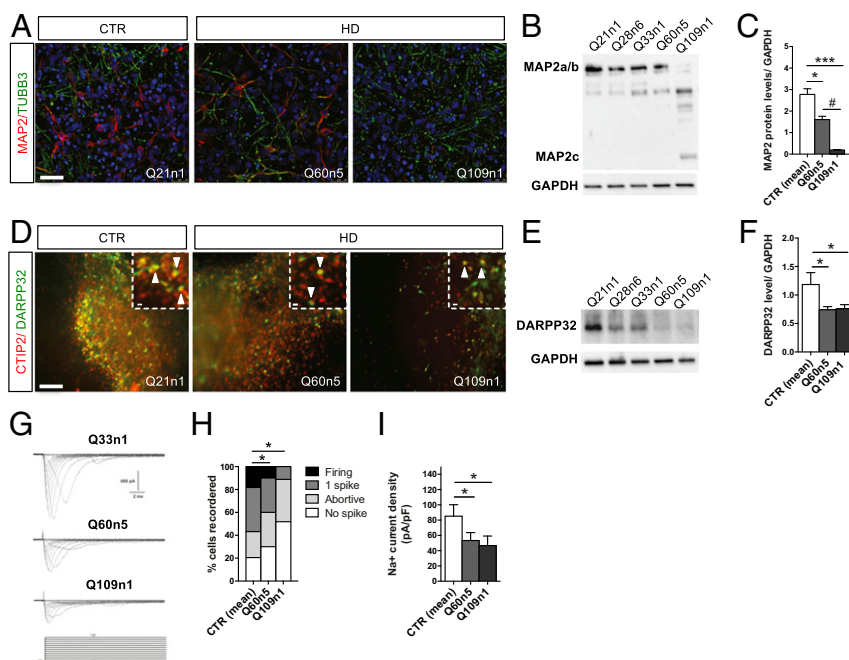 A
CTR
HD
MAP2/TUBB3
Q21n1
Q60n5
Q109n1
B
Q21n1
Q28n6
Q33n1
Q60n5
Q109n1
MAP2a/b
MAP2c
GAPDH
C
MAP2 protein levels/ GAPDH
5
4
3
2
1
0
***
*
#
CTR (mean)
Q60n5
Q109n1
D
CTR
HD
CTIP2/ DARPP32
Q21n1
Q60n5
Q109n1
E
Q21n1
Q28n6
Q33n1
Q60n5
Q109n1
DARPP32
GAPDH
F
DARPP32 level/ GAPDH
2.0
1.5
1.0
0.5
0.0
*
*
CTR (mean)
Q60n5
Q109n1
G
Q33n1
2 ms
Q60n5
Q109n1
H
% cells recordered
100
80
60
40
20
0
*
*
Firing
1 spike
Abortive
No spike
CTR (mean)
Q60n5
Q109n1
I
Na+ current density
(pA/pF)
140
120
100
80
60
40
20
0
*
*
CTR (mean)
Q60n5
Q109n1